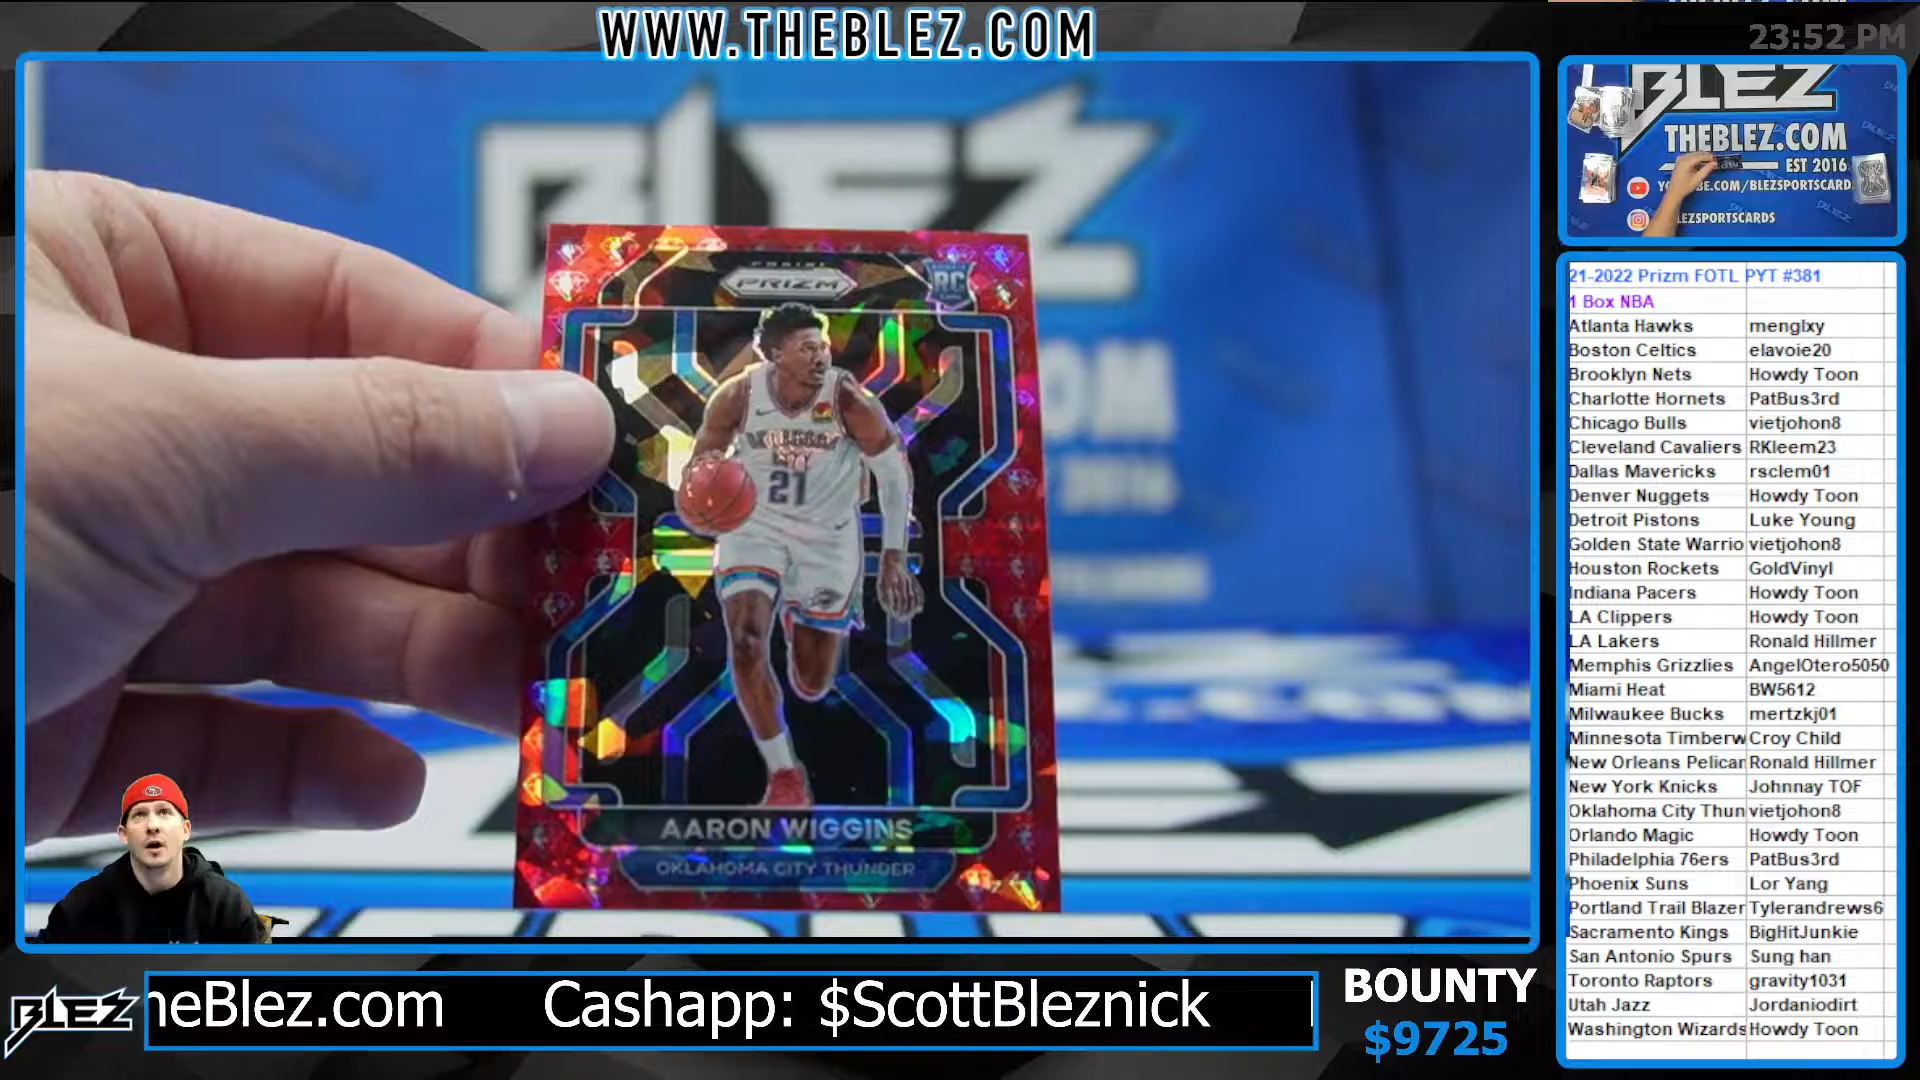 WWW.THEBLEZ.COM
23:52 PM
BLEZ
BLEZ
THEBLEZ.COM
EST 2016
LEZSPORTSCARDS
PANINI
PRIZM
RC
21
AARON WIGGINS
OKLAHOMA CITY THUNDER
21-2022 Prizm FOTL PYT #381
1 Box NBA
Atlanta Hawks menglxy
Boston Celtics elavoie20
Brooklyn Nets Howdy Toon
Charlotte Hornets PatBus3rd
Chicago Bulls vietjohon8
Cleveland Cavaliers RKleem23
Dallas Mavericks rsclem01
Denver Nuggets Howdy Toon
Detroit Pistons Luke Young
Golden State Warrio vietjohon8
Houston Rockets GoldVinyl
Indiana Pacers Howdy Toon
LA Clippers Howdy Toon
LA Lakers Ronald Hillmer
Memphis Grizzlies AngelOtero5050
Miami Heat BW5612
Milwaukee Bucks mertzkj01
Minnesota Timberw Croy Child
New Orleans Pelican Ronald Hillmer
New York Knicks Johnnay TOF
Oklahoma City Thun vietjohon8
Orlando Magic Howdy Toon
Philadelphia 76ers PatBus3rd
Phoenix Suns Lor Yang
Portland Trail Blazer Tylerandrews6
Sacramento Kings BigHitJunkie
San Antonio Spurs Sung han
Toronto Raptors gravity1031
Utah Jazz Jordaniodirt
Washington Wizards Howdy Toon
BLEZ
heBlez.com Cashapp: $ScottBleznick
BOUNTY
$9725